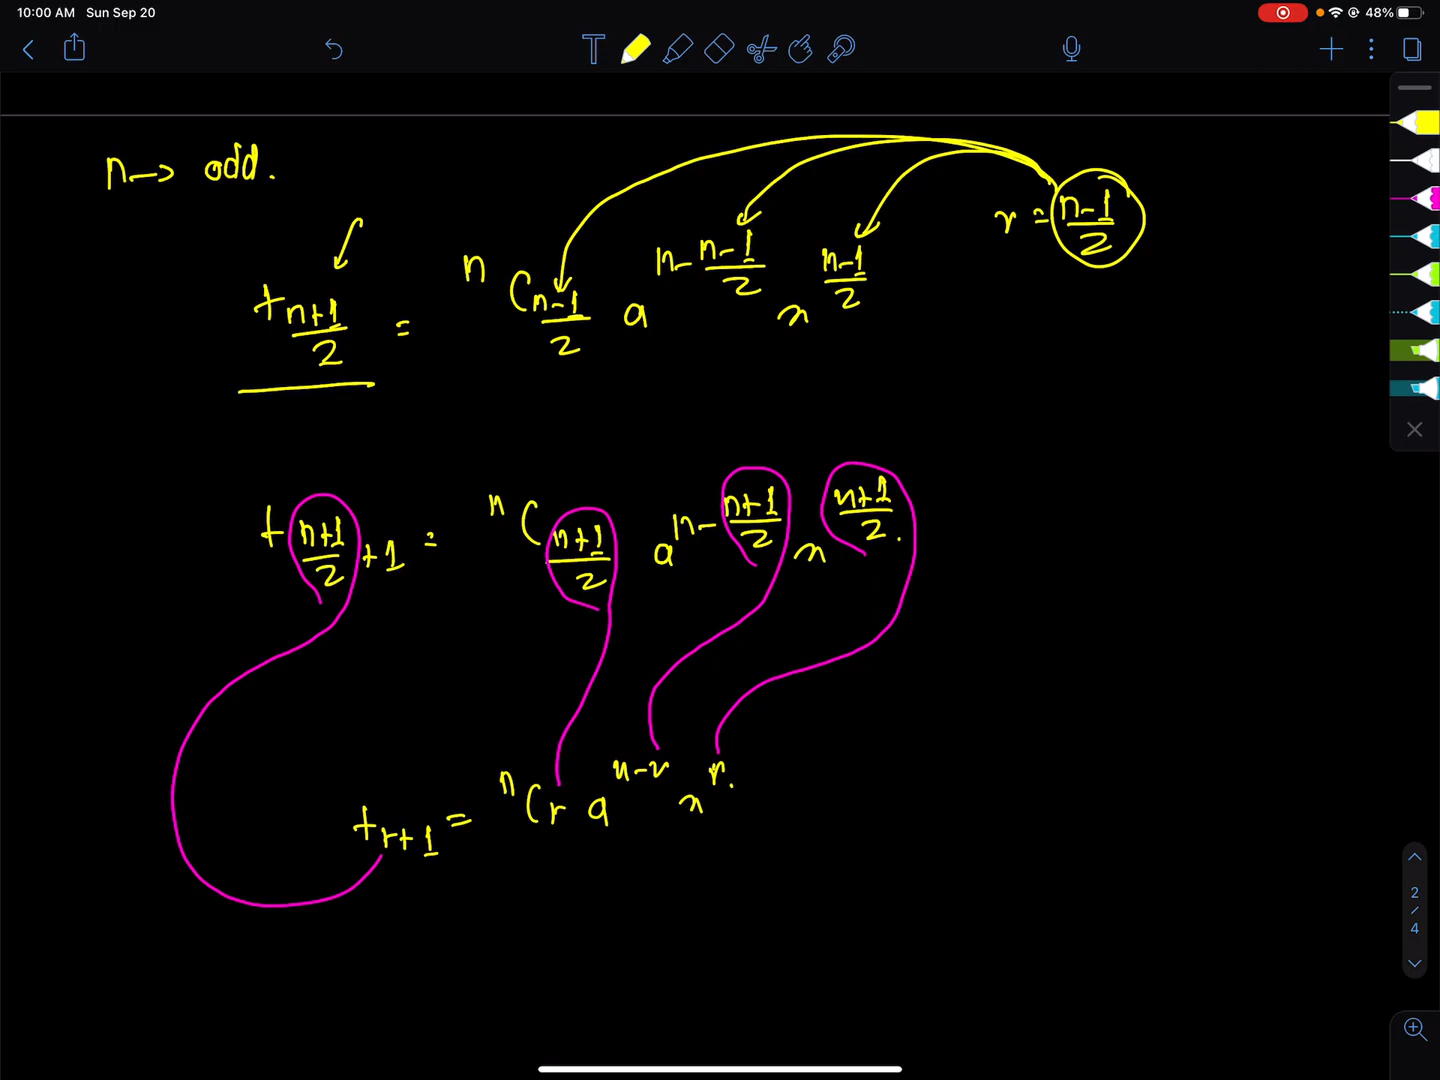 10:00 AM Sun Sep 20
48%
T
n → odd.
r = (n-1)/2
t_{(n+1)/2} = ^nC_{(n-1)/2} a^{n-(n-1)/2} x^{(n-1)/2}
t_{(n+1)/2 + 1} = ^nC_{(n+1)/2} a^{n-(n+1)/2} x^{(n+1)/2}.
t_{r+1} = ^nC_r a^{n-r} x^r.
2
/
4